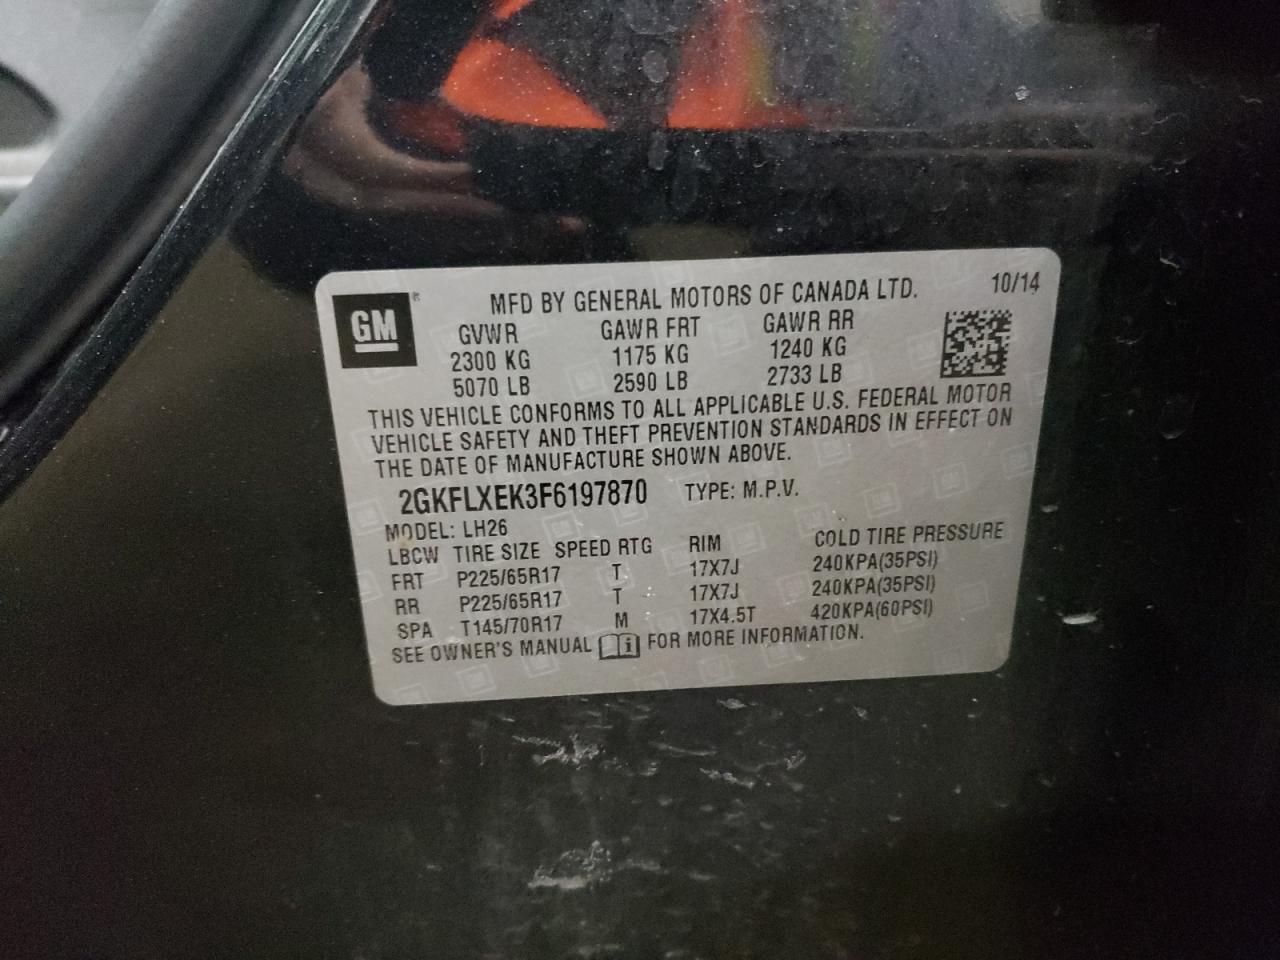 GM
MFD BY GENERAL MOTORS OF CANADA LTD. 10/14
GVWR GAWR FRT GAWR RR
2300 KG 1175 KG 1240 KG
5070 LB 2590 LB 2733 LB
THIS VEHICLE CONFORMS TO ALL APPLICABLE U.S. FEDERAL MOTOR
VEHICLE SAFETY AND THEFT PREVENTION STANDARDS IN EFFECT ON
THE DATE OF MANUFACTURE SHOWN ABOVE.
2GKFLXEK3F6197870 TYPE: M.P.V.
MODEL: LH26
LBCW TIRE SIZE SPEED RTG RIM COLD TIRE PRESSURE
FRT P225/65R17 T 17X7J 240KPA(35PSI)
RR P225/65R17 T 17X7J 240KPA(35PSI)
SPA T145/70R17 M 17X4.5T 420KPA(60PSI)
SEE OWNER'S MANUAL i FOR MORE INFORMATION.